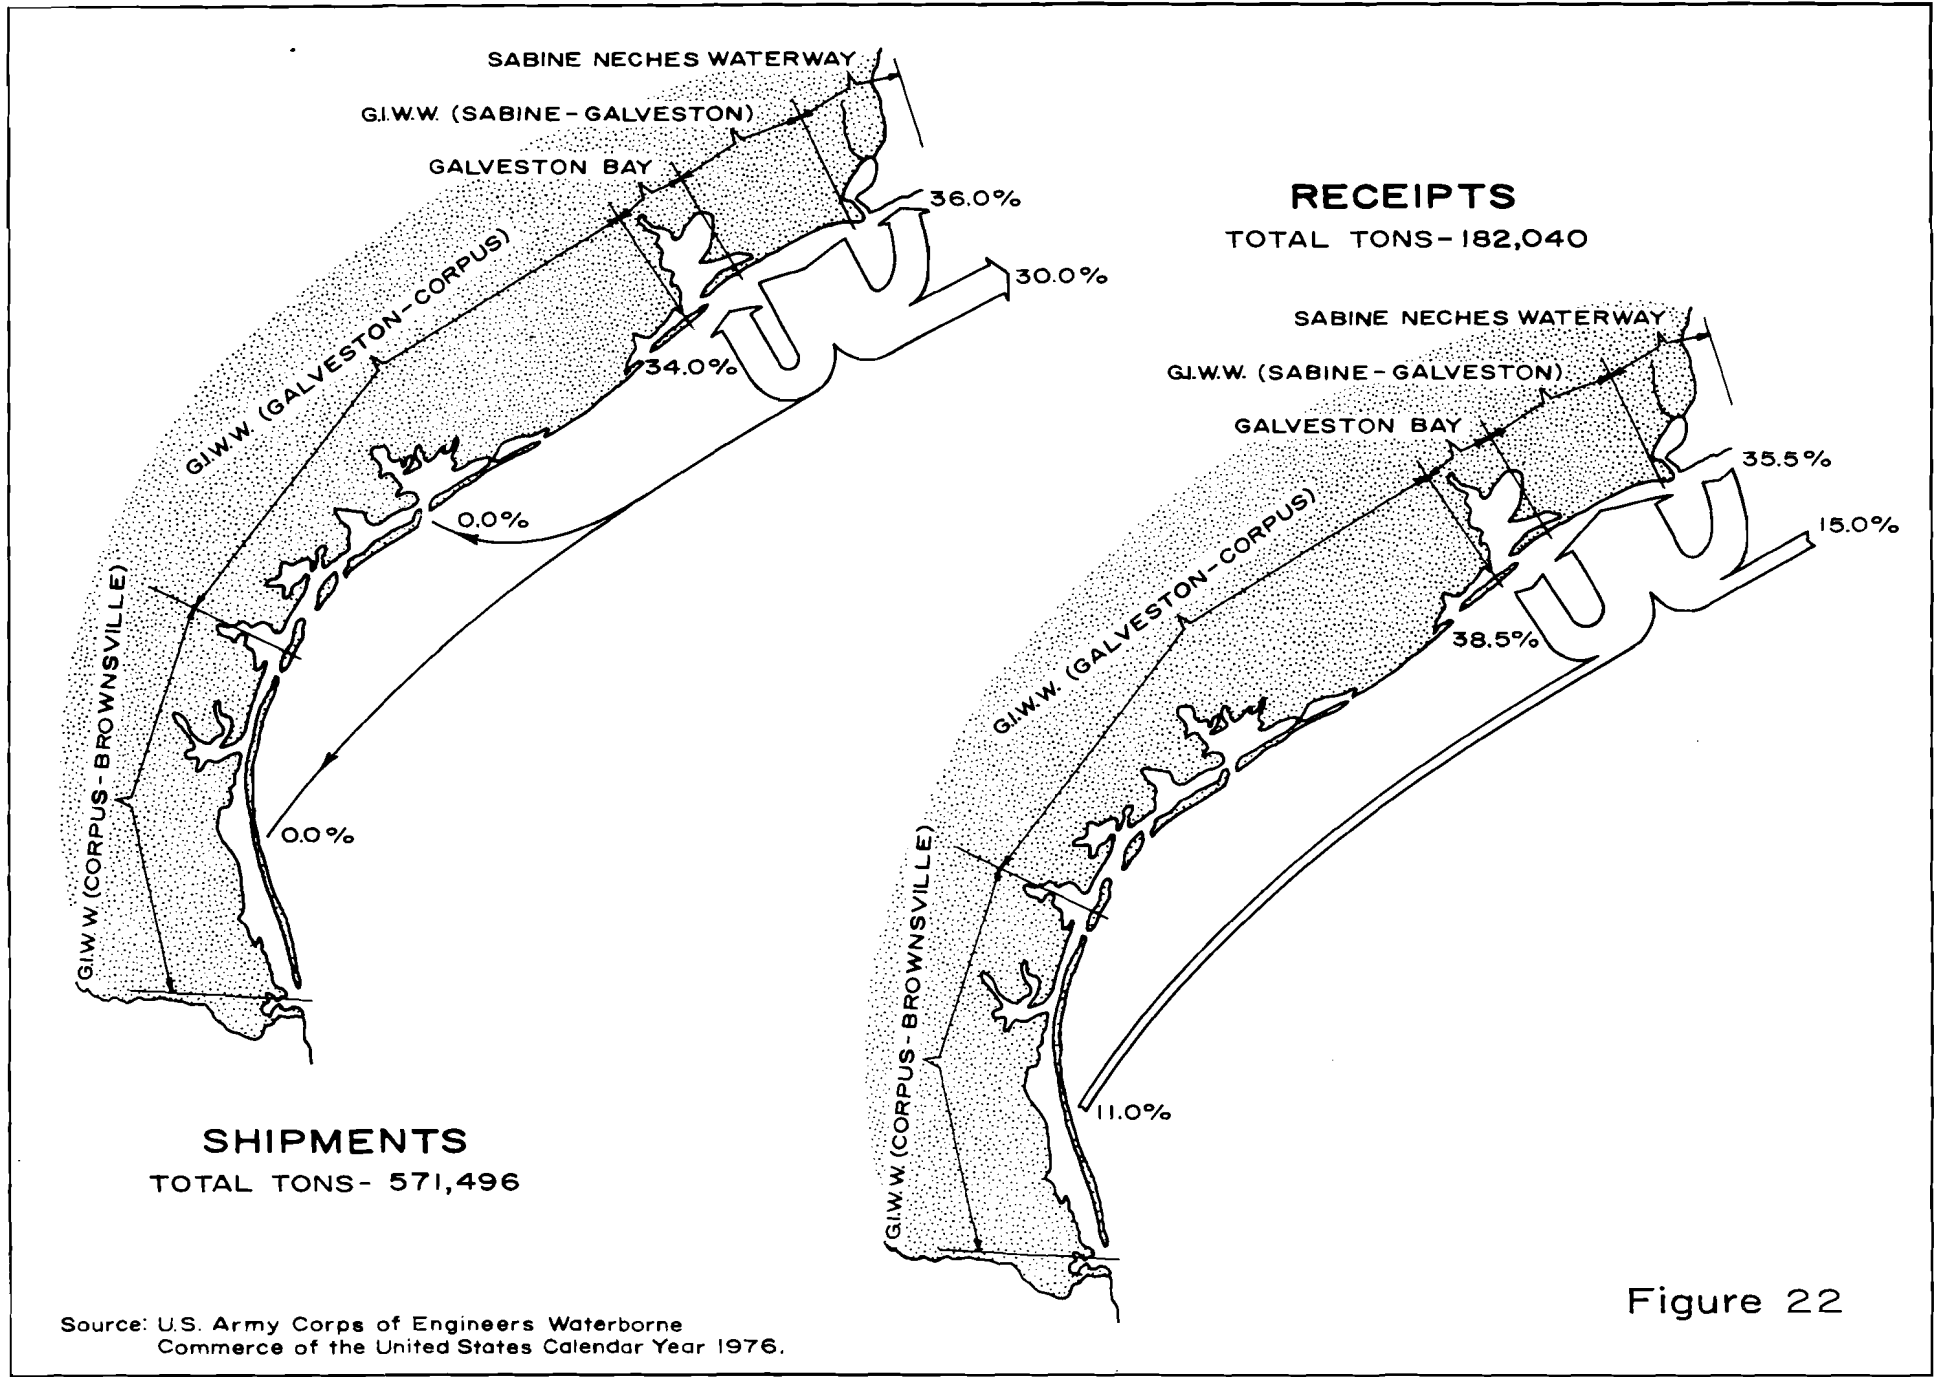 SABINE NECHES WATERWAY
G.I.W.W. (SABINE-GALVESTON)
GALVESTON BAY
G.I.W.W. (GALVESTON-CORPUS)
G.I.W.W. (CORPUS-BROWNSVILLE)
36.0%
30.0%
34.0%
0.0%
0.0%
SHIPMENTS
TOTAL TONS- 571,496
RECEIPTS
TOTAL TONS-182,040
SABINE NECHES WATERWAY
G.I.W.W. (SABINE-GALVESTON)
GALVESTON BAY
G.I.W.W. (GALVESTON-CORPUS)
G.I.W.W. (CORPUS-BROWNSVILLE)
35.5%
15.0%
38.5%
11.0%
Source: U.S. Army Corps of Engineers Waterborne
Commerce of the United States Calendar Year 1976.
Figure 22